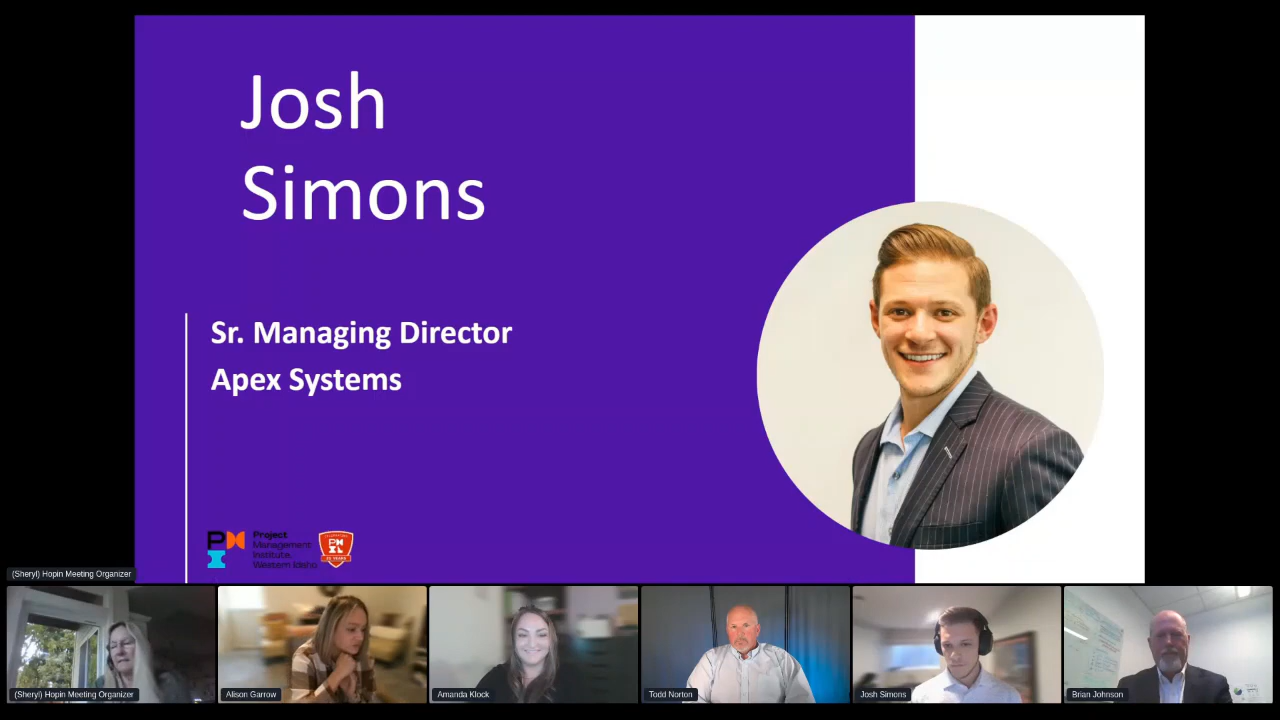 Josh
Simons
Sr. Managing Director
Apex Systems
Project
Management
Institute.
Western Idaho
(Sheryl) Hopin Meeting Organizer
(Sheryl) Hopin Meeting Organizer
Alison Garrow
Amanda Klock
Todd Norton
Josh Simons
Brian Johnson